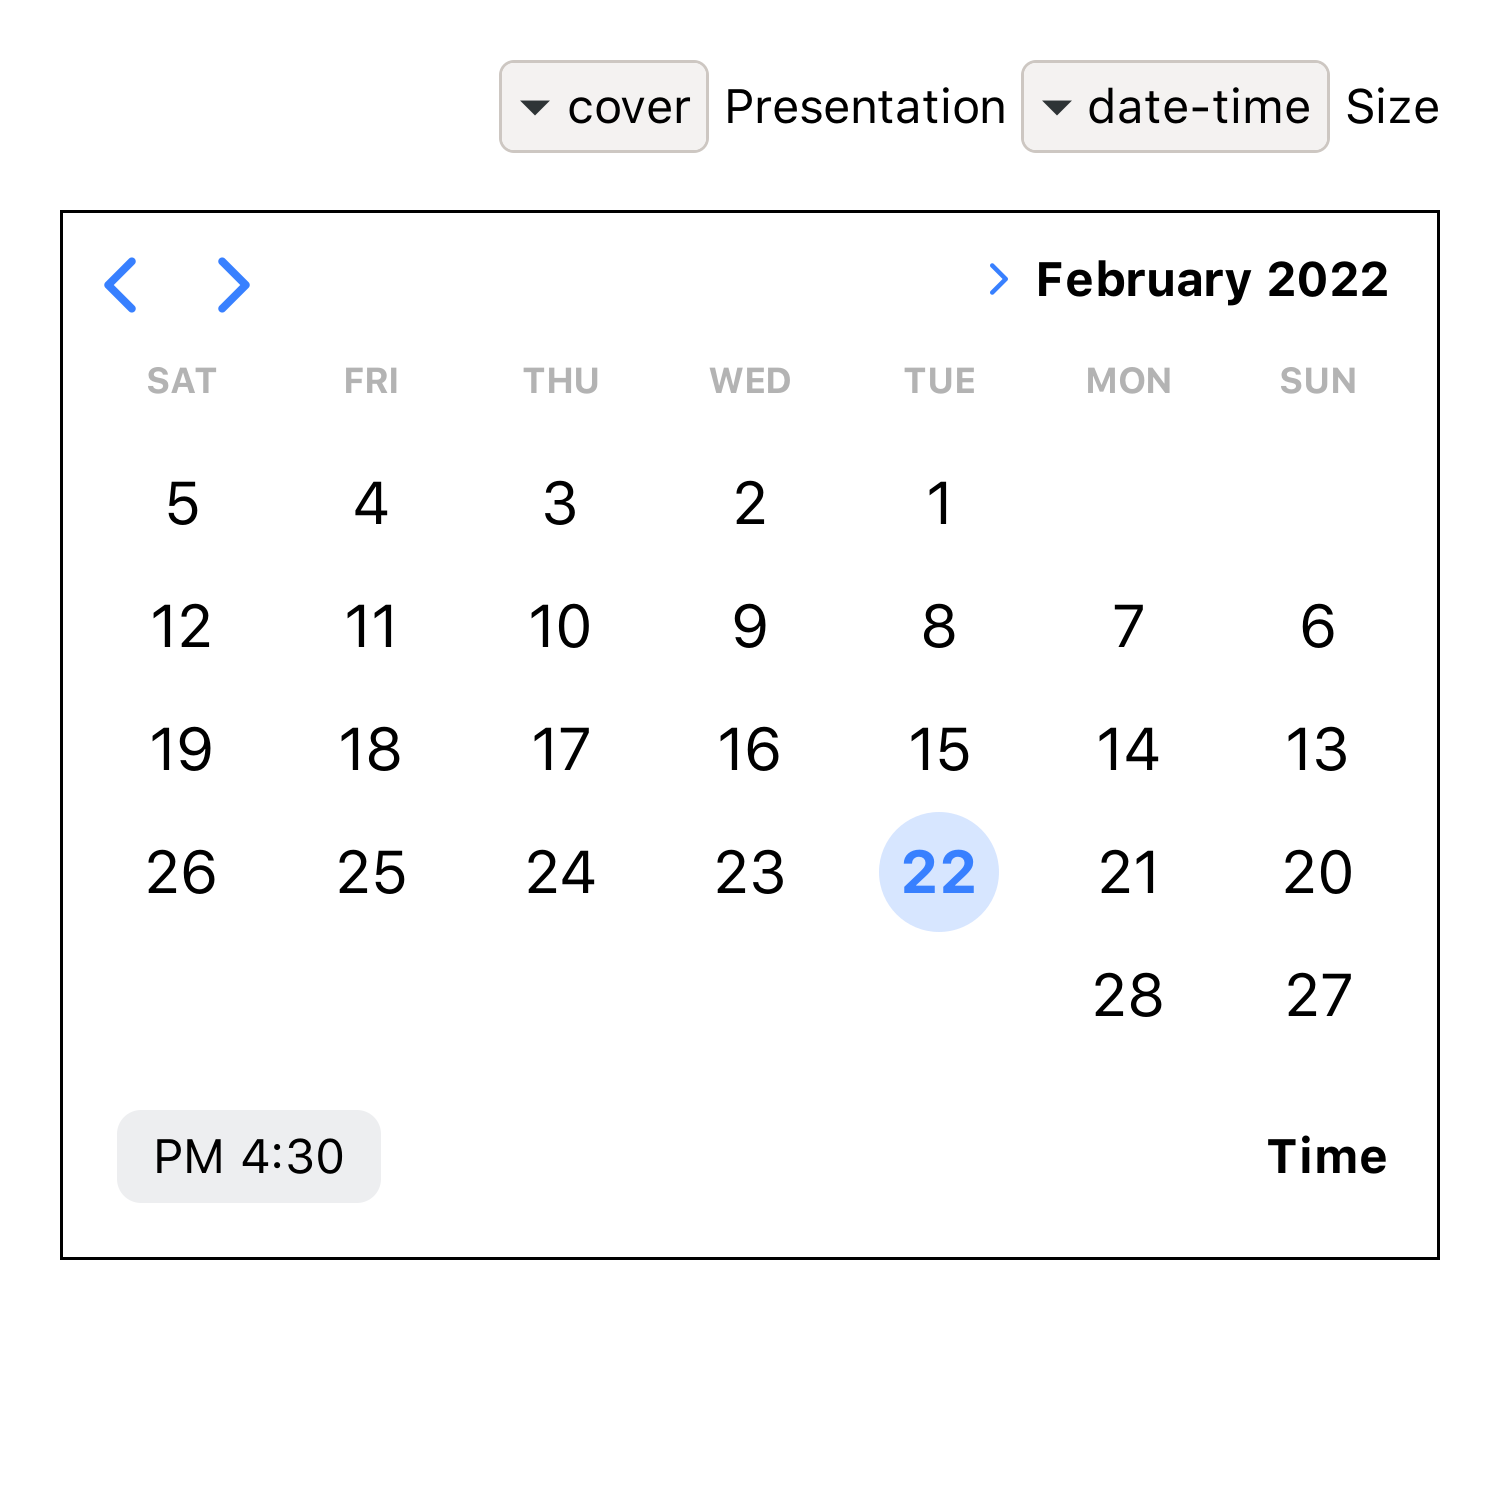 cover Presentation date-time Size
February 2022
SAT FRI THU WED TUE MON SUN
5 4 3 2 1
12 11 10 9 8 7 6
19 18 17 16 15 14 13
26 25 24 23 22 21 20
28 27
PM 4:30 Time